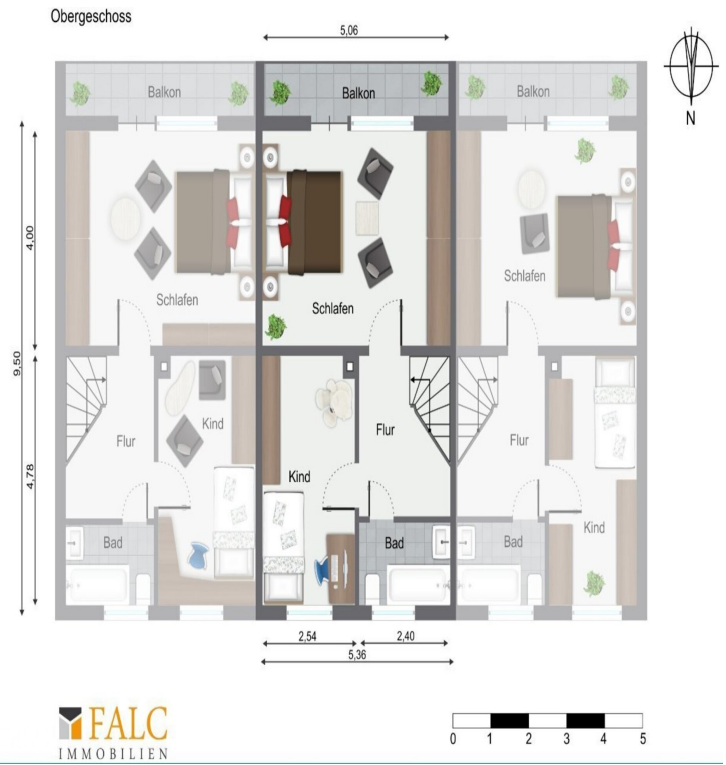 Obergeschoss
5,06
N
Balkon
Balkon
Balkon
4,00
9,50
4,78
Schlafen
Schlafen
Schlafen
Kind
Flur
Flur
Flur
Kind
Kind
Bad
Bad
Bad
2,54
2,40
5,36
FALC
IMMOBILIEN
0 1 2 3 4 5